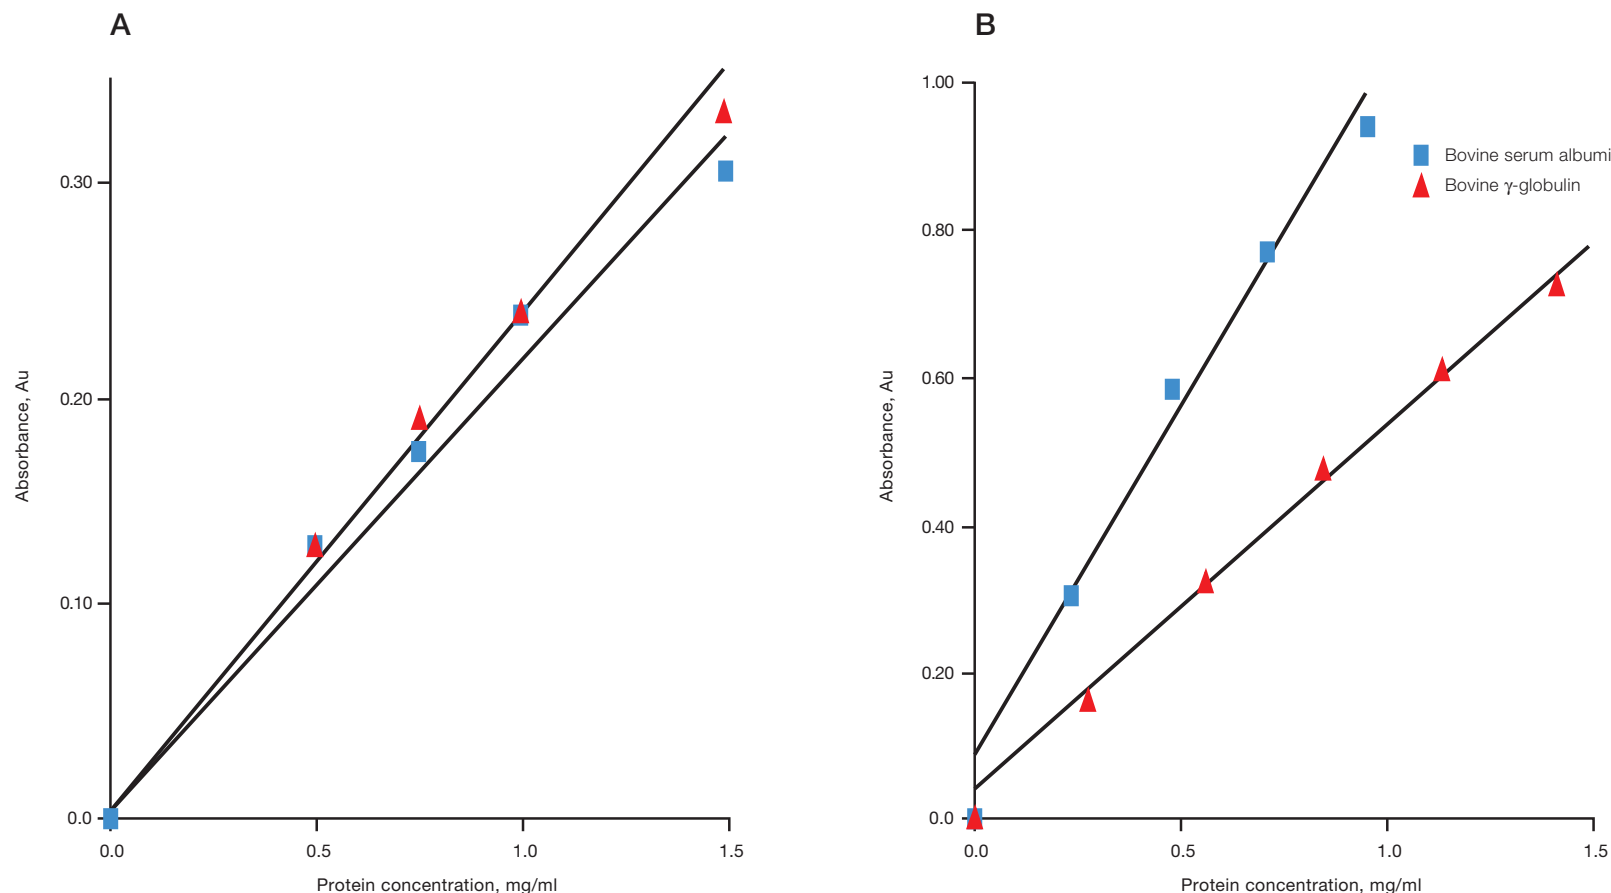 A
0.30
0.20
0.10
0.0
Absorbance, Au
0.0 0.5 1.0 1.5
Protein concentration, mg/ml
B
1.00
0.80
0.60
0.40
0.20
0.0
Absorbance, Au
Bovine serum albumi
Bovine γ-globulin
0.0 0.5 1.0 1.5
Protein concentration, mg/ml